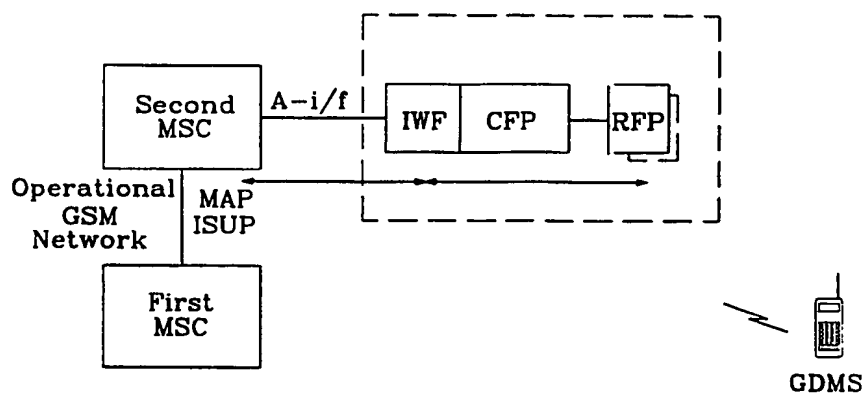 Second
MSC
A-i/f
IWF
CFP
RFP
Operational
GSM
Network
MAP
ISUP
First
MSC
GDMS